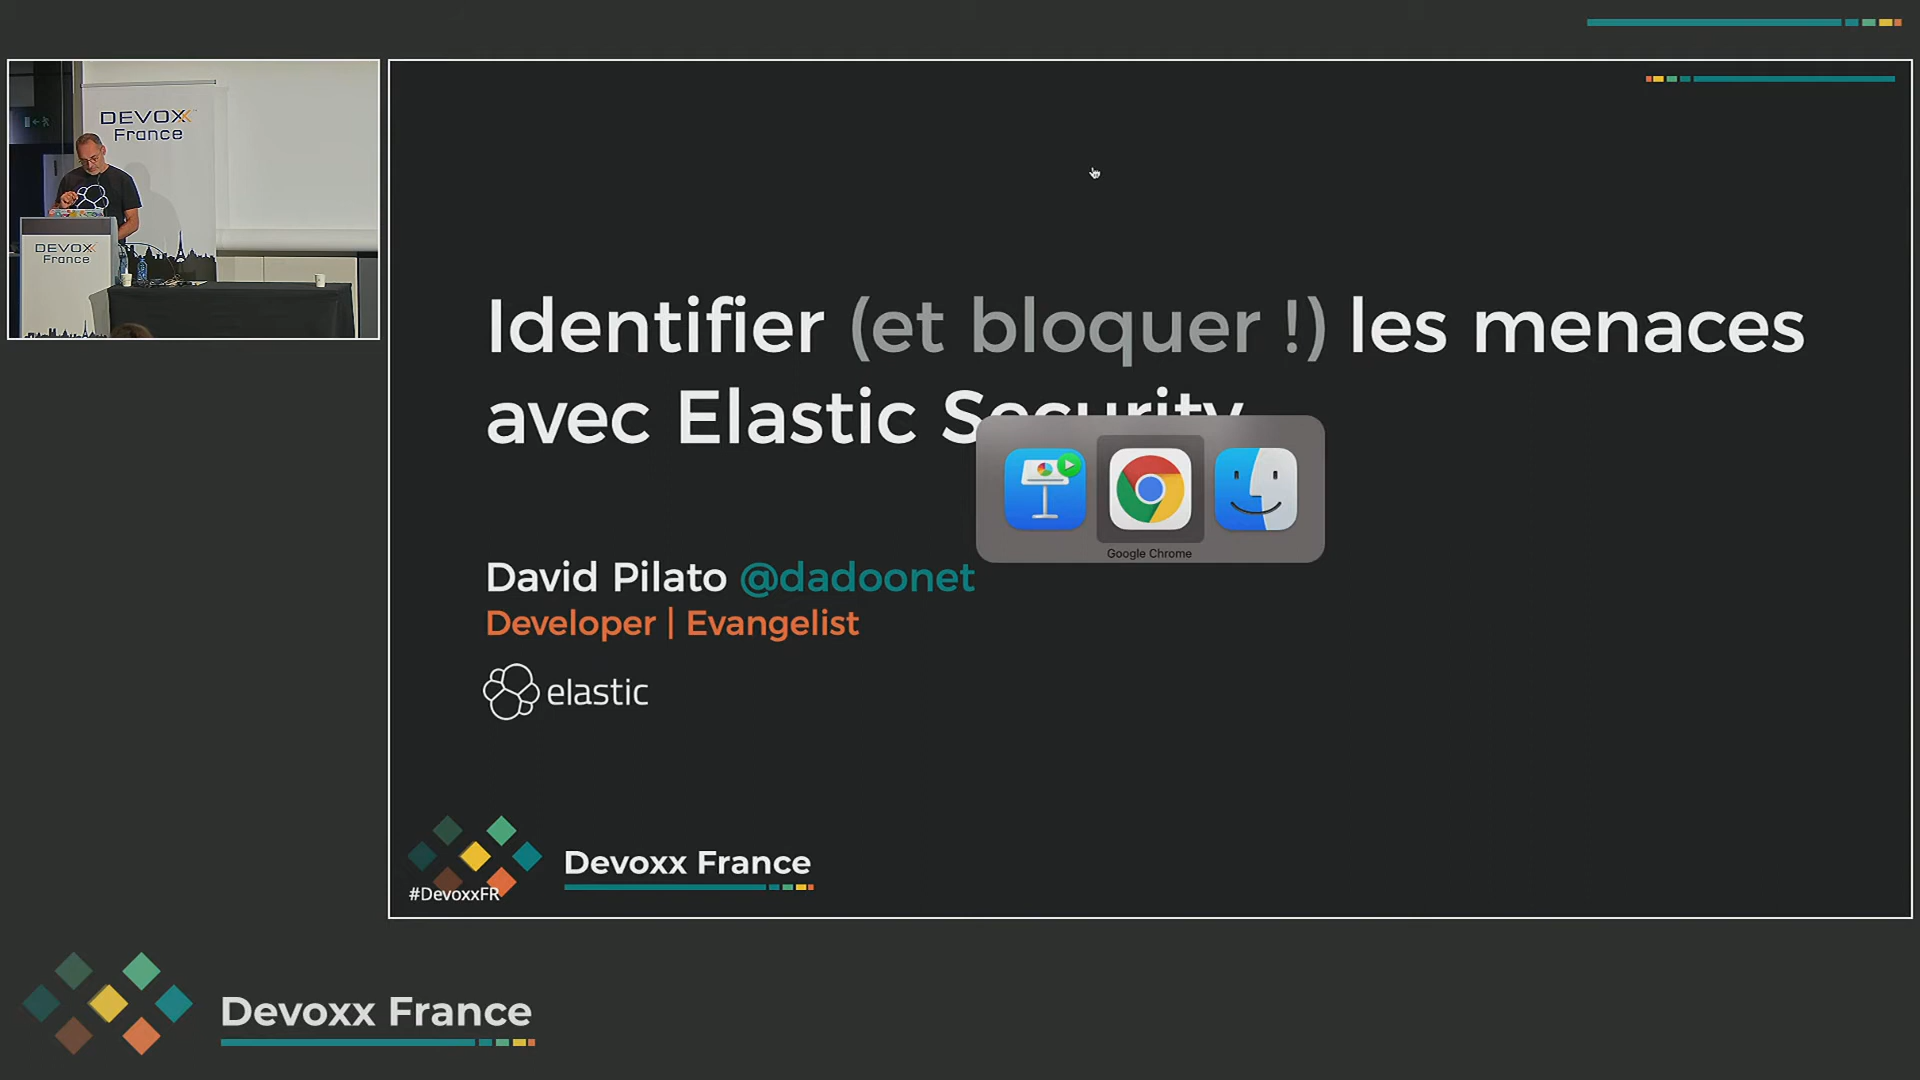 DEVOXX
France
DEVOXX
France
Identifier (et bloquer !) les menaces
avec Elastic Security
Google Chrome
David Pilato @dadoonet
Developer | Evangelist
elastic
Devoxx France
#DevoxxFR
Devoxx France